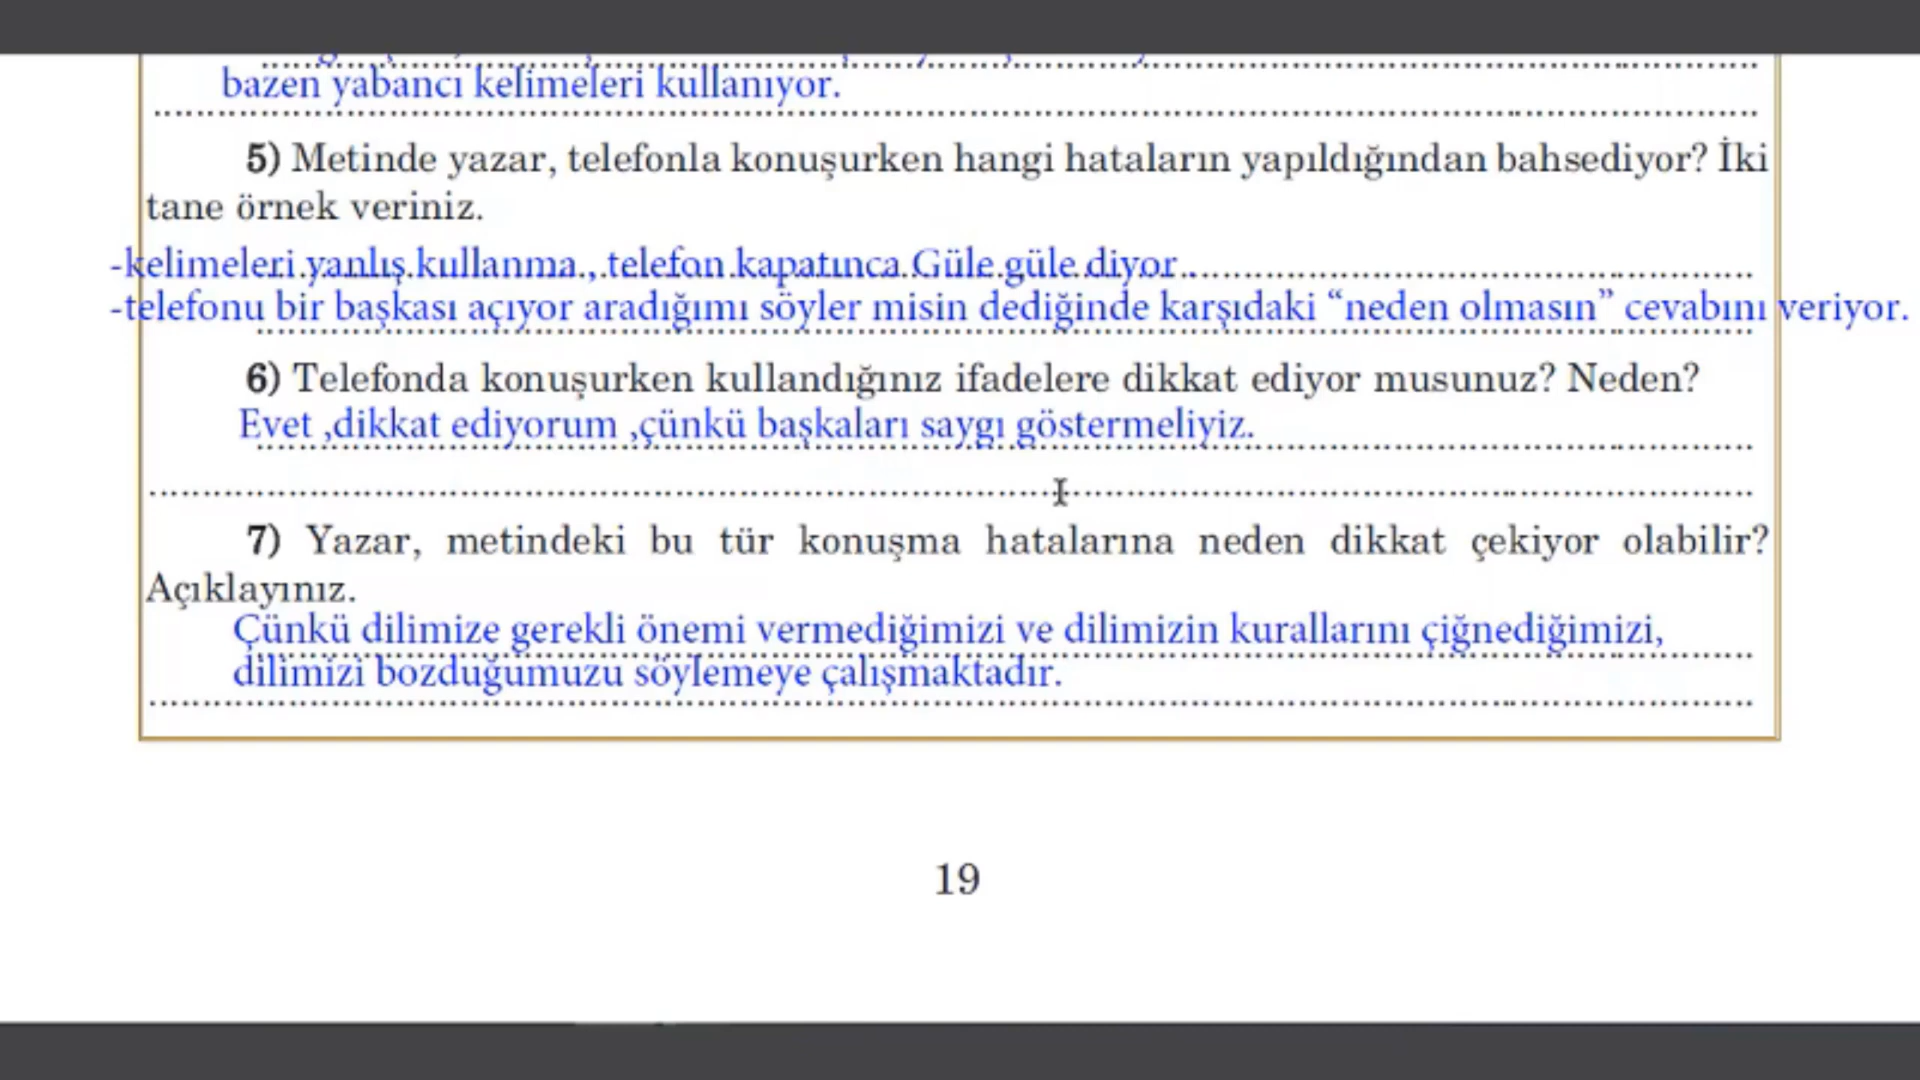 bazen yabancı kelimeleri kullanıyor.
5) Metinde yazar, telefonla konuşurken hangi hataların yapıldığından bahsediyor? İki
tane örnek veriniz.
-kelimeleri yanlış kullanma , telefon kapatınca Güle güle diyor .
-telefonu bir başkası açıyor aradığımı söyler misin dediğinde karşıdaki “neden olmasın” cevabını veriyor.
6) Telefonda konuşurken kullandığınız ifadelere dikkat ediyor musunuz? Neden?
Evet ,dikkat ediyorum ,çünkü başkaları saygı göstermeliyiz.
7) Yazar, metindeki bu tür konuşma hatalarına neden dikkat çekiyor olabilir?
Açıklayınız.
Çünkü dilimize gerekli önemi vermediğimizi ve dilimizin kurallarını çiğnediğimizi,
dilimizi bozduğumuzu söylemeye çalışmaktadır.
19